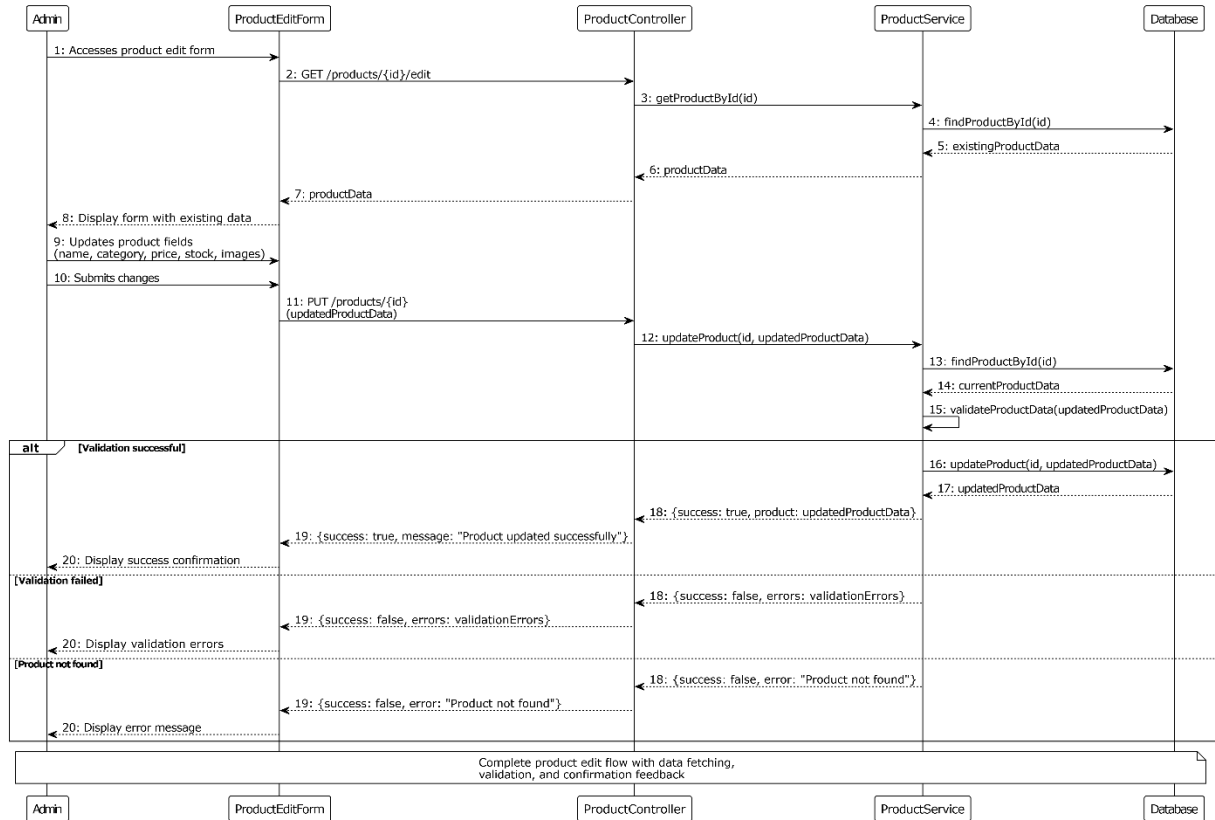 Admin ProductEditForm ProductController ProductService Database
1: Accesses product edit form
2: GET /products/{id}/edit
3: getProductById(id)
4: findProductById(id)
5: existingProductData
6: productData
7: productData
8: Display form with existing data
9: Updates product fields
(name, category, price, stock, images)
10: Submits changes
11: PUT /products/{id}
(updatedProductData)
12: updateProduct(id, updatedProductData)
13: findProductById(id)
14: currentProductData
15: validateProductData(updatedProductData)
alt [Validation successful]
16: updateProduct(id, updatedProductData)
17: updatedProductData
18: {success: true, product: updatedProductData}
19: {success: true, message: "Product updated successfully"}
20: Display success confirmation
[Validation failed]
18: {success: false, errors: validationErrors}
19: {success: false, errors: validationErrors}
20: Display validation errors
[Product not found]
18: {success: false, error: "Product not found"}
19: {success: false, error: "Product not found"}
20: Display error message
Complete product edit flow with data fetching,
validation, and confirmation feedback
Admin ProductEditForm ProductController ProductService Database